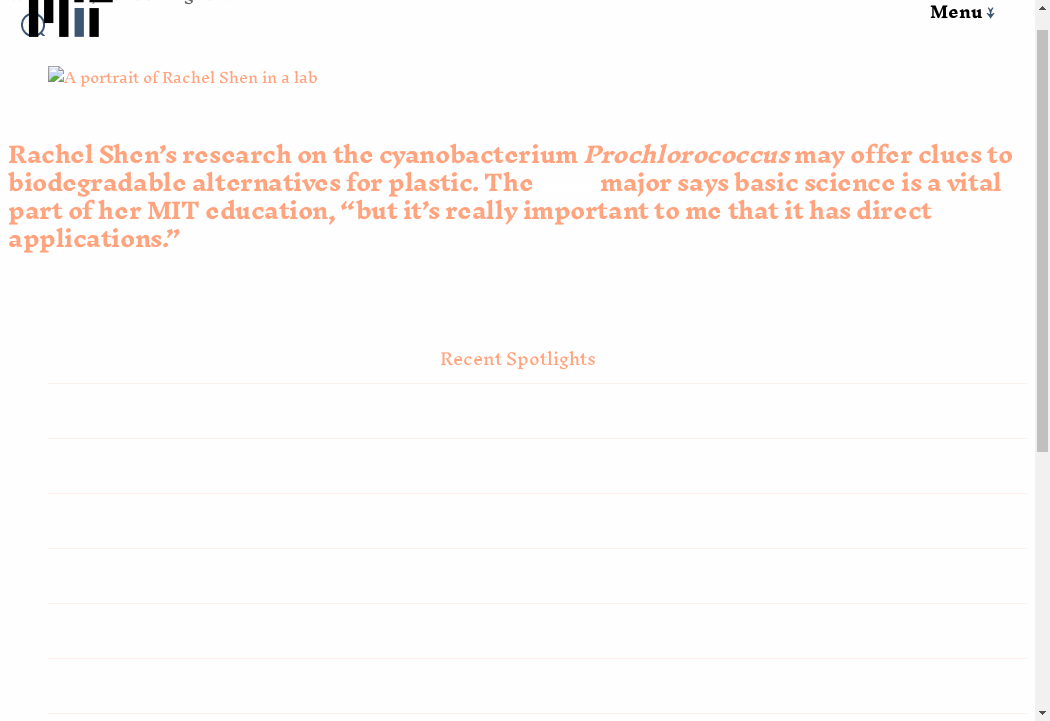 Menu
A portrait of Rachel Shen in a lab
Rachel Shen’s research on the cyanobacterium Prochlorococcus may offer clues to
biodegradable alternatives for plastic. The major says basic science is a vital
part of her MIT education, “but it’s really important to me that it has direct
applications.”
Recent Spotlights